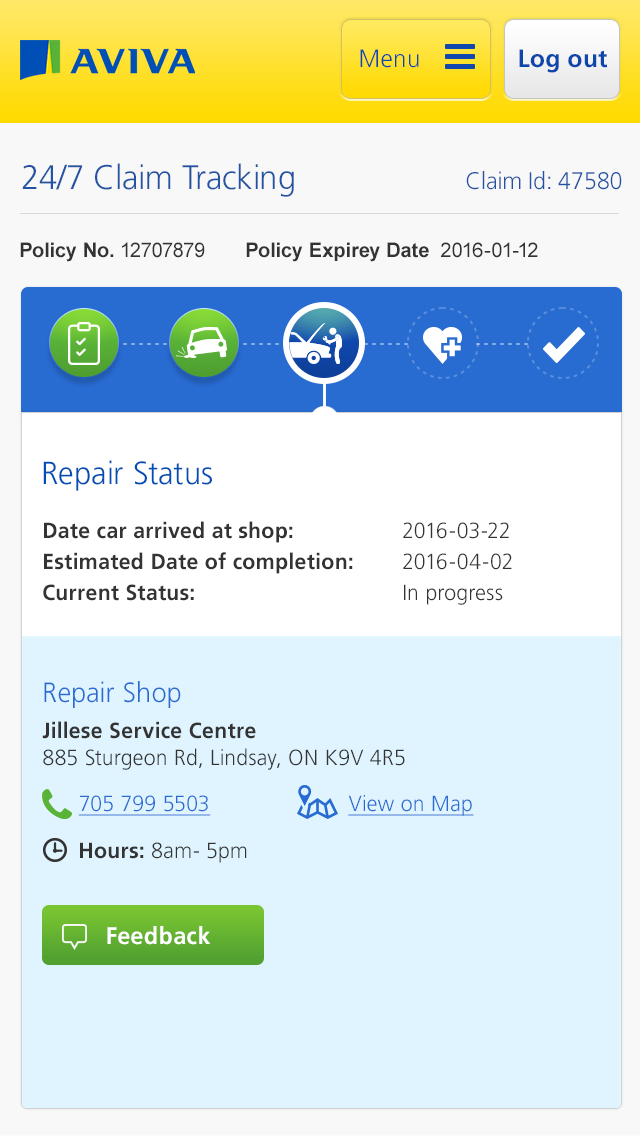 AVIVA
Menu
Log out
24/7 Claim Tracking
Claim Id: 47580
Policy No. 12707879
Policy Expirey Date 2016-01-12
Repair Status
Date car arrived at shop: 2016-03-22
Estimated Date of completion: 2016-04-02
Current Status: In progress
Repair Shop
Jillese Service Centre
885 Sturgeon Rd, Lindsay, ON K9V 4R5
705 799 5503
View on Map
Hours: 8am- 5pm
Feedback